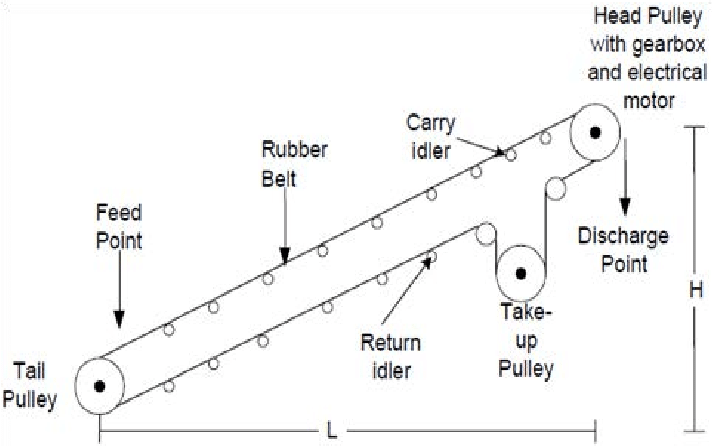 Head Pulley
with gearbox
and electrical
motor
Carry
idler
Rubber
Belt
Feed
Point
Discharge
Point
H
Take-
up
Pulley
Return
idler
Tail
Pulley
L